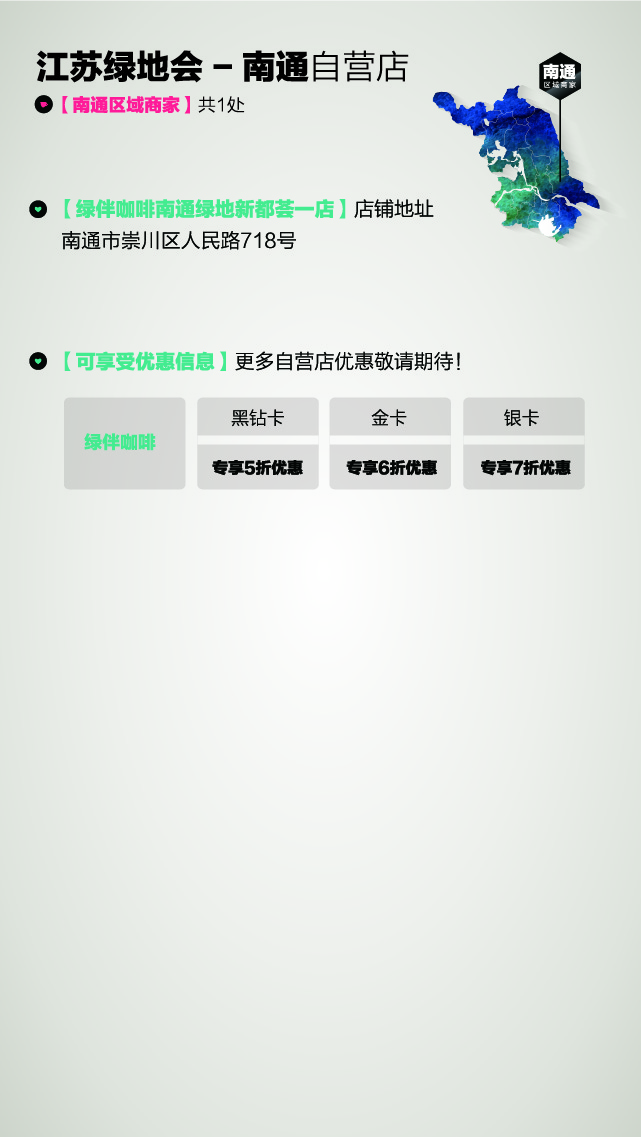 江苏绿地会 – 南通自营店
南通
区域商家
【南通区域商家】共1处
【绿伴咖啡南通绿地新都荟一店】店铺地址
南通市崇川区人民路718号
【可享受优惠信息】更多自营店优惠敬请期待！
绿伴咖啡
黑钻卡 金卡 银卡
专享5折优惠 专享6折优惠 专享7折优惠